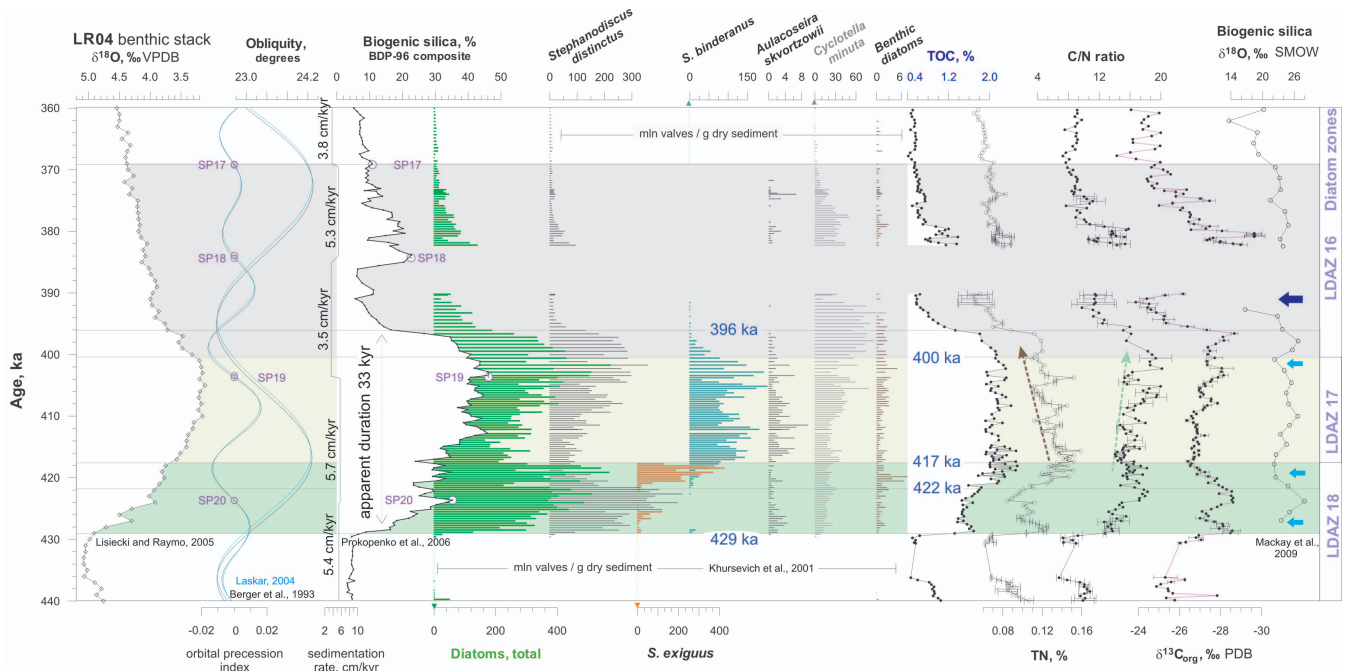 LR04 benthic stack
δ18O, ‰ VPDB
5.0 4.5 4.0 3.5
Obliquity, degrees
23.0 24.2
Biogenic silica, %
BDP-96 composite
0 10 20 30 40
Stephanodiscus distinctus
0 100 200 300
S. binderanus
0 150
Aulacoseira skvortzowii
0 4 8
Cyclotella minuta
0 30 60
Benthic diatoms
0 6
TOC, %
0.4 1.2 2.0
C/N ratio
4 12 20
Biogenic silica
δ18O, ‰ SMOW
14 20 26
Age, ka
360
370
380
390
400
410
420
430
440
3.8 cm/kyr
5.3 cm/kyr
3.5 cm/kyr
5.7 cm/kyr
5.4 cm/kyr
SP17
SP17
SP18
SP18
SP19
SP19
SP20
SP20
mln valves / g dry sediment
apparent duration 33 kyr
396 ka
400 ka
417 ka
422 ka
429 ka
Diatom zones
LDAZ 16
LDAZ 17
LDAZ 18
Lisiecki and Raymo, 2005
Prokopenko et al., 2006
Mackay et al., 2009
mln valves / g dry sediment
Khursevich et al., 2001
Laskar, 2004
Berger et al., 1993
-0.02 0 0.02
orbital precession index
2 4 6
sedimentation rate, cm/kyr
8 10
0 200 400
Diatoms, total
0 200 400
S. exiguus
0.08 0.12 0.16
TN, %
-24 -26 -28 -30
δ13Corg, ‰ PDB